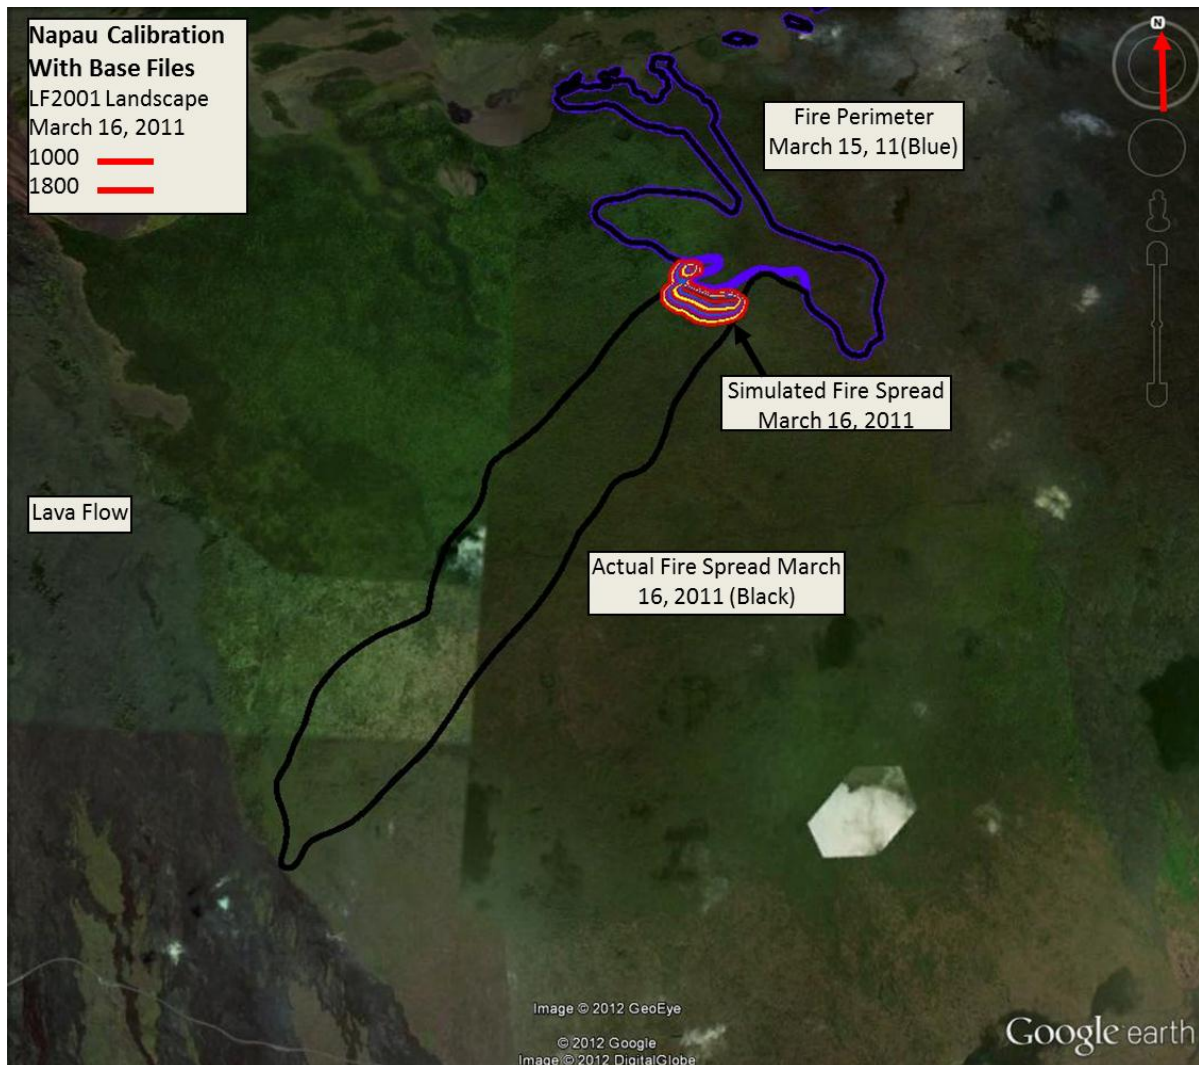 Napau Calibration
With Base Files
LF2001 Landscape
March 16, 2011
1000
1800
N
Fire Perimeter
March 15, 11(Blue)
Simulated Fire Spread
March 16, 2011
Lava Flow
Actual Fire Spread March
16, 2011 (Black)
Image © 2012 GeoEye
© 2012 Google
Image © 2012 DigitalGlobe
Google earth